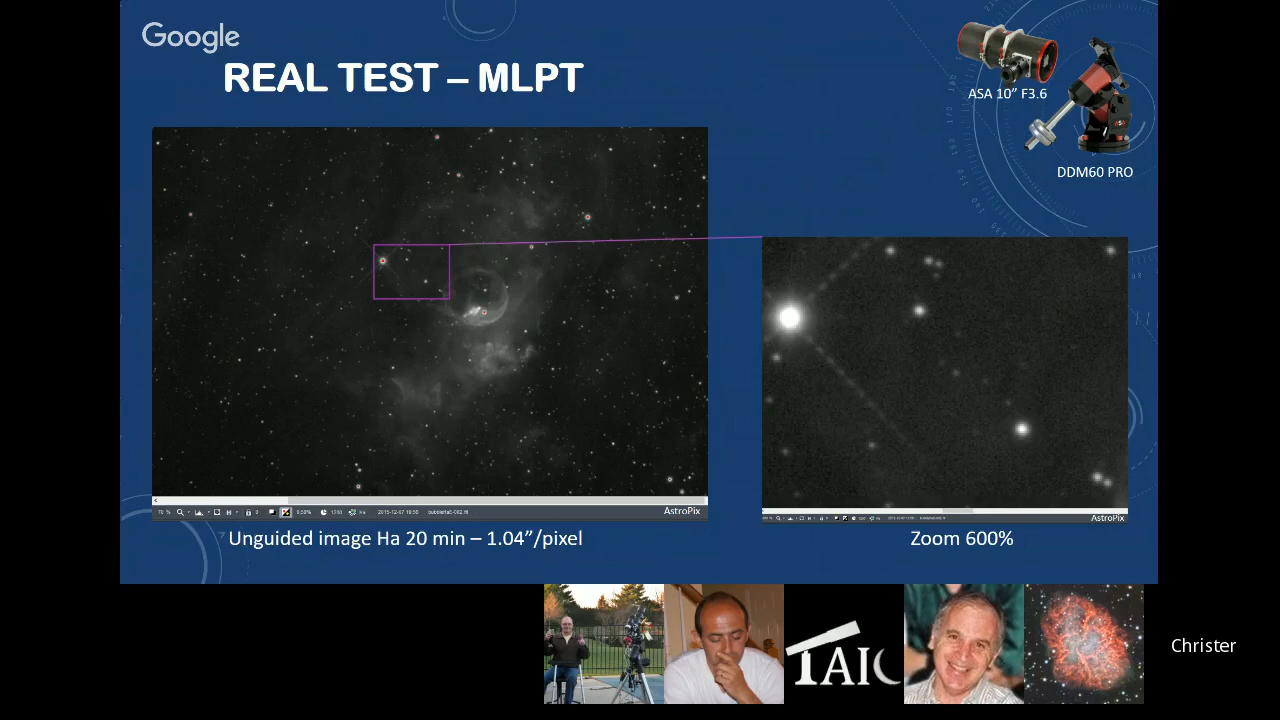 Google
REAL TEST – MLPT
ASA 10” F3.6
DDM60 PRO
AstroPix
AstroPix
Unguided image Ha 20 min – 1.04”/pixel
Zoom 600%
TAIC
Christer